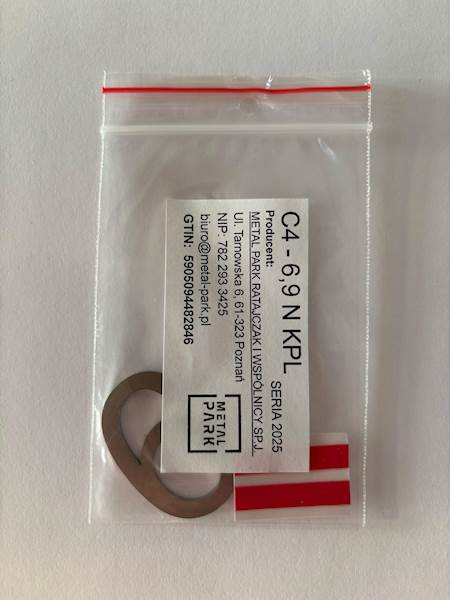 C4 - 6,9 N KPL
SERIA 2025
Producent:
METAL PARK RATAJCZAK I WSPÓLNICY SP.J.
Ul. Tarnowska 6, 61-323 Poznań
NIP: 782 293 3425
biuro@metal-park.pl
GTIN: 5905094482846
METAL
PARK